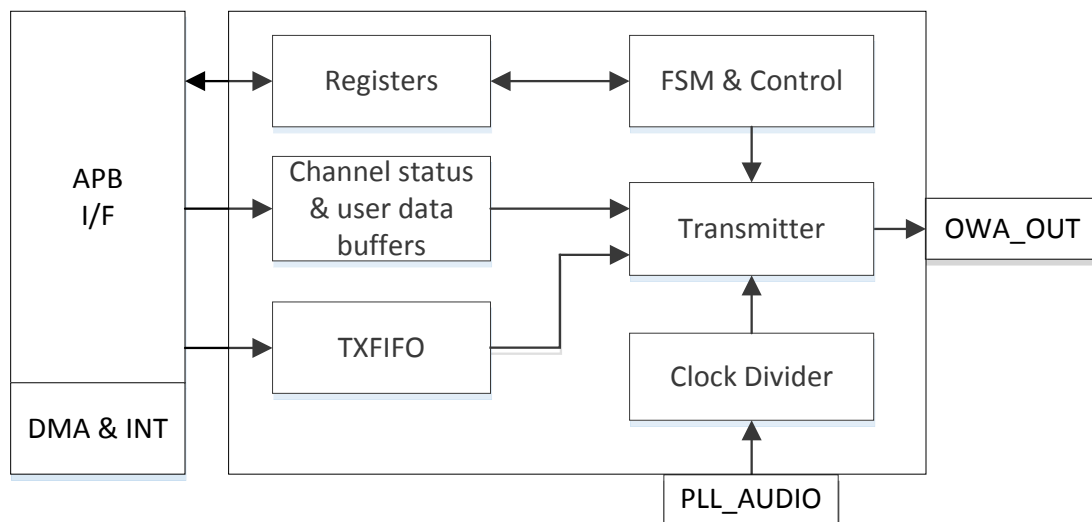 Registers
FSM & Control
APB
I/F
Channel status
& user data
buffers
Transmitter
OWA_OUT
TXFIFO
Clock Divider
DMA & INT
PLL_AUDIO